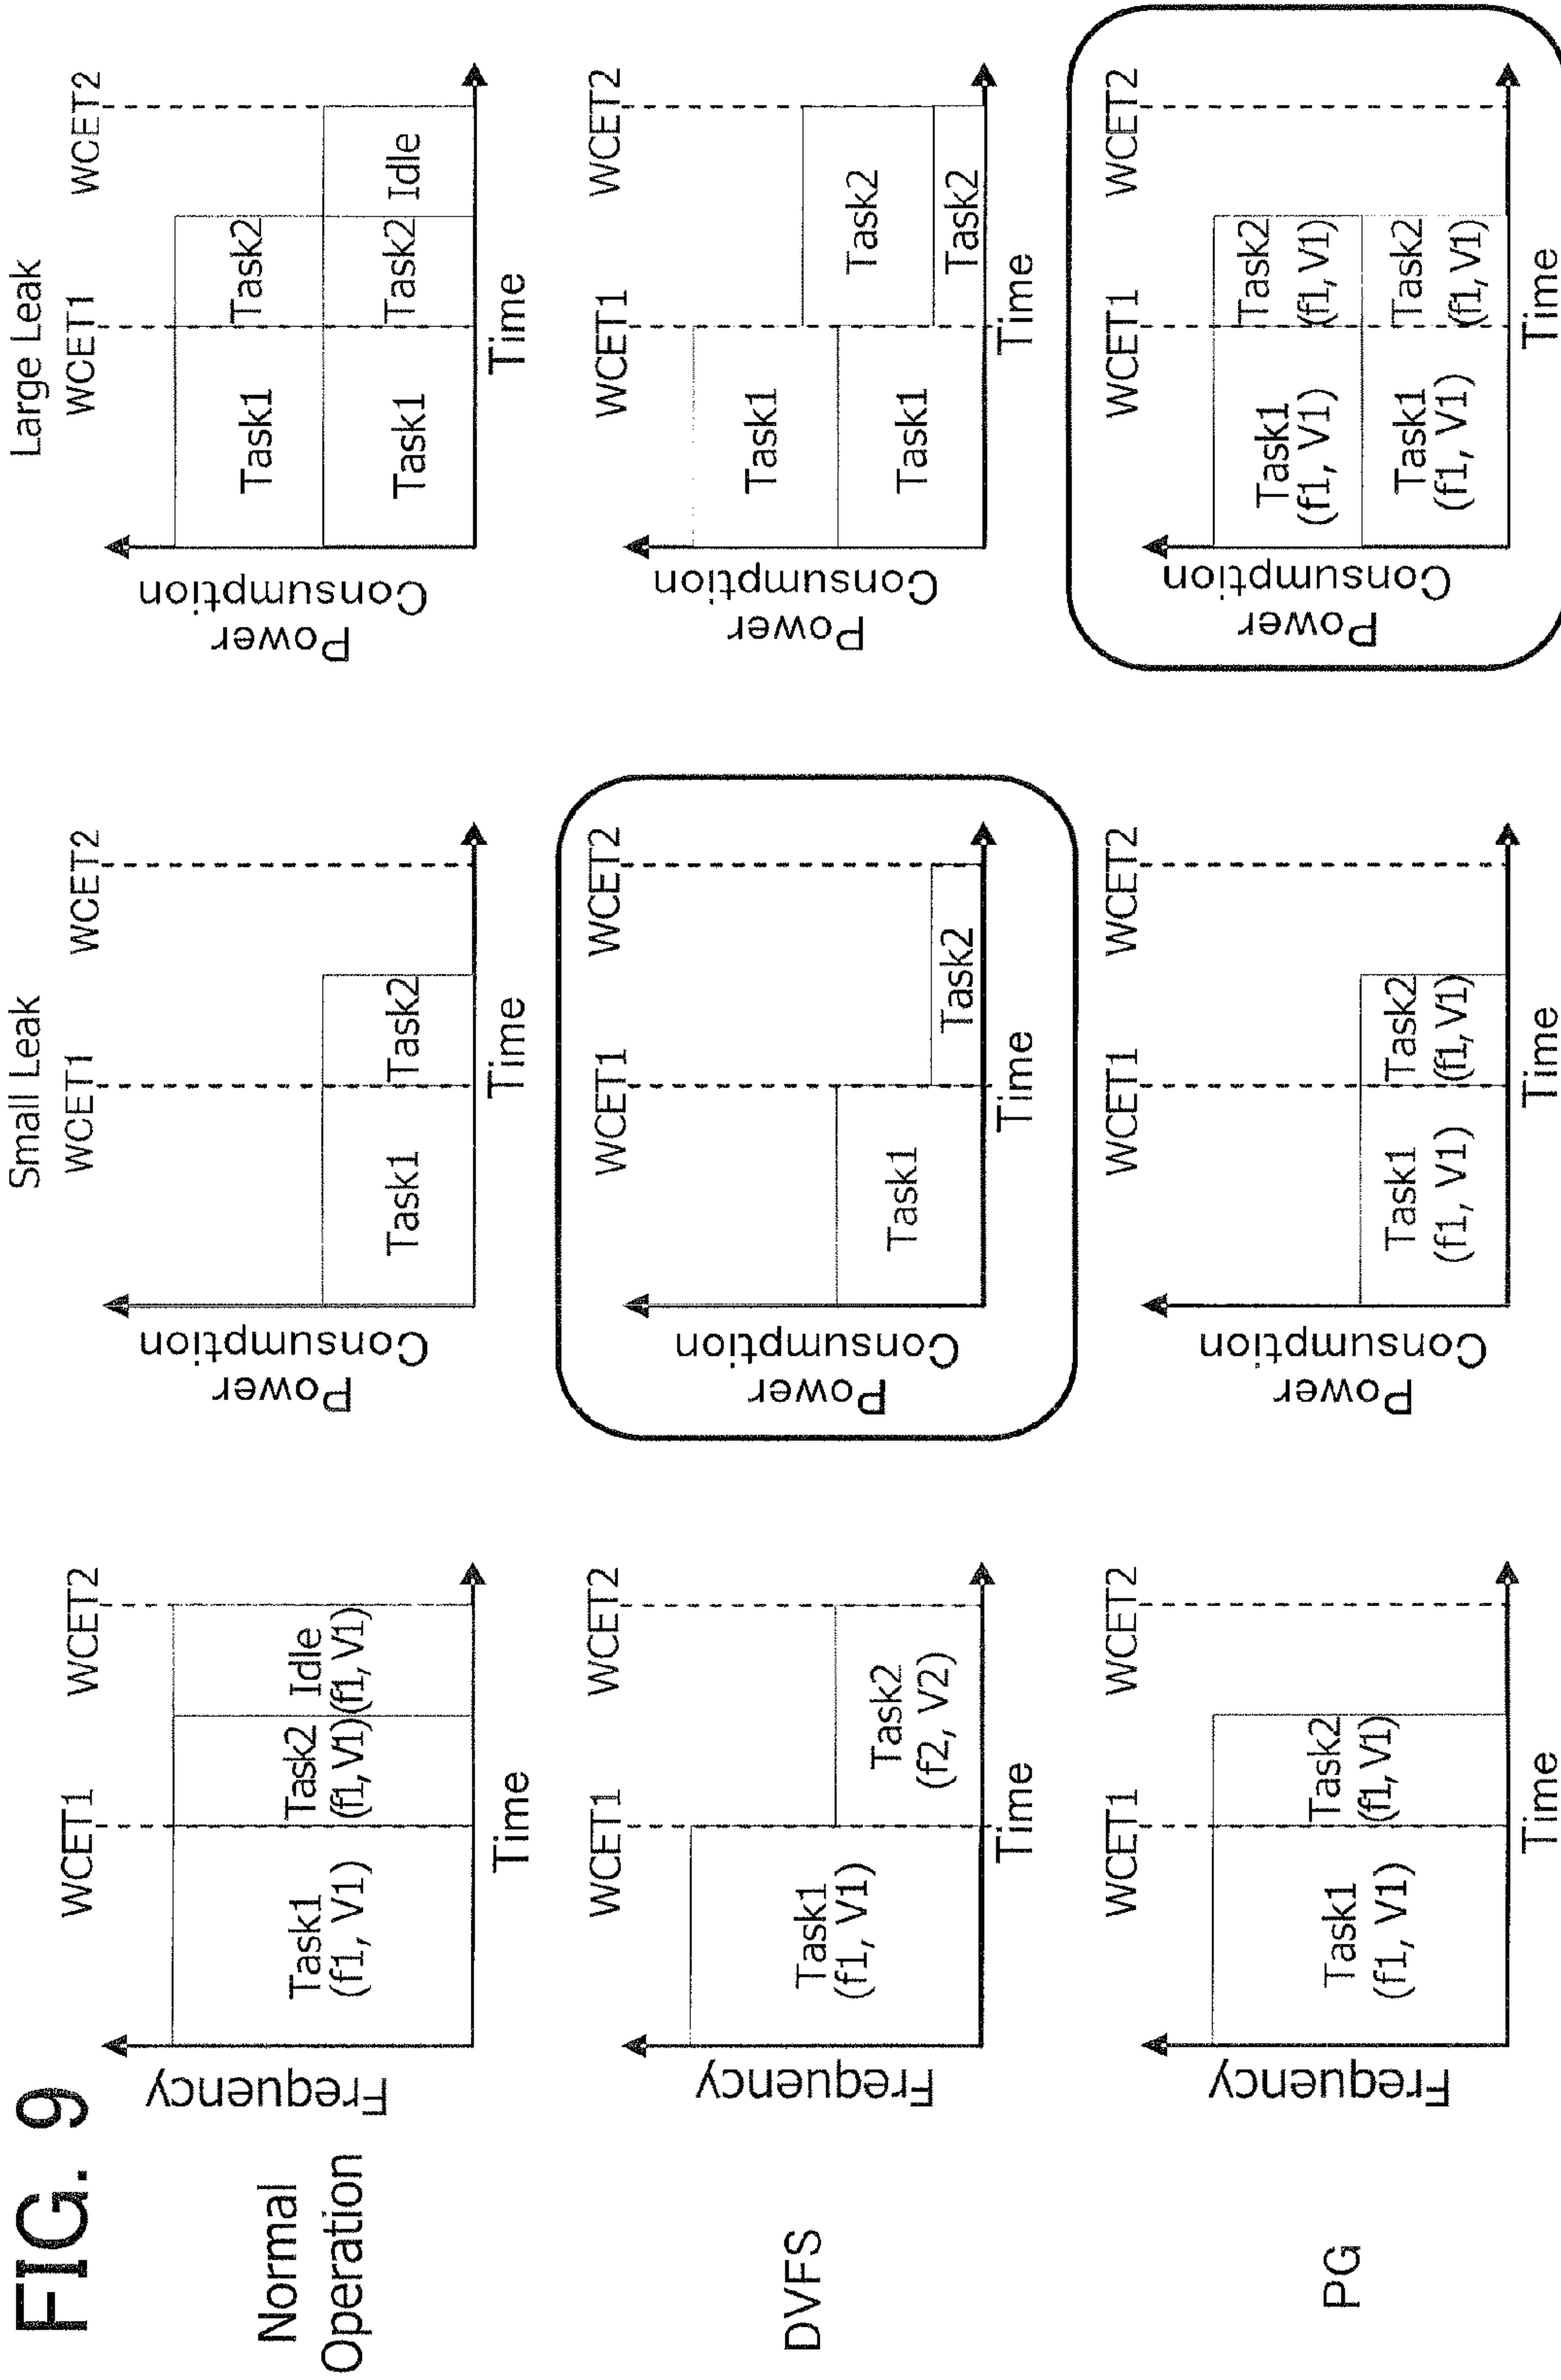 FIG. 9
Small Leak
Large Leak
Normal
Operation
Frequency
WCET1
WCET2
Task1
(f1, V1)
Task2
(f1, V1)
Idle
(f1, V1)
Time
Power
Consumption
WCET1
WCET2
Task1
Task2
Time
Power
Consumption
WCET1
WCET2
Task1
Task2
Task1
Task2
Idle
Time
DVFS
Frequency
WCET1
WCET2
Task1
(f1, V1)
Task2
(f2, V2)
Time
Power
Consumption
WCET1
WCET2
Task1
Task2
Time
Power
Consumption
WCET1
WCET2
Task1
Task2
Task1
Task2
Time
PG
Frequency
WCET1
WCET2
Task1
(f1, V1)
Task2
(f1, V1)
Time
Power
Consumption
WCET1
WCET2
Task1
(f1, V1)
Task2
(f1, V1)
Time
Power
Consumption
WCET1
WCET2
Task1
(f1, V1)
Task2
(f1, V1)
Task1
(f1, V1)
Task2
(f1, V1)
Time